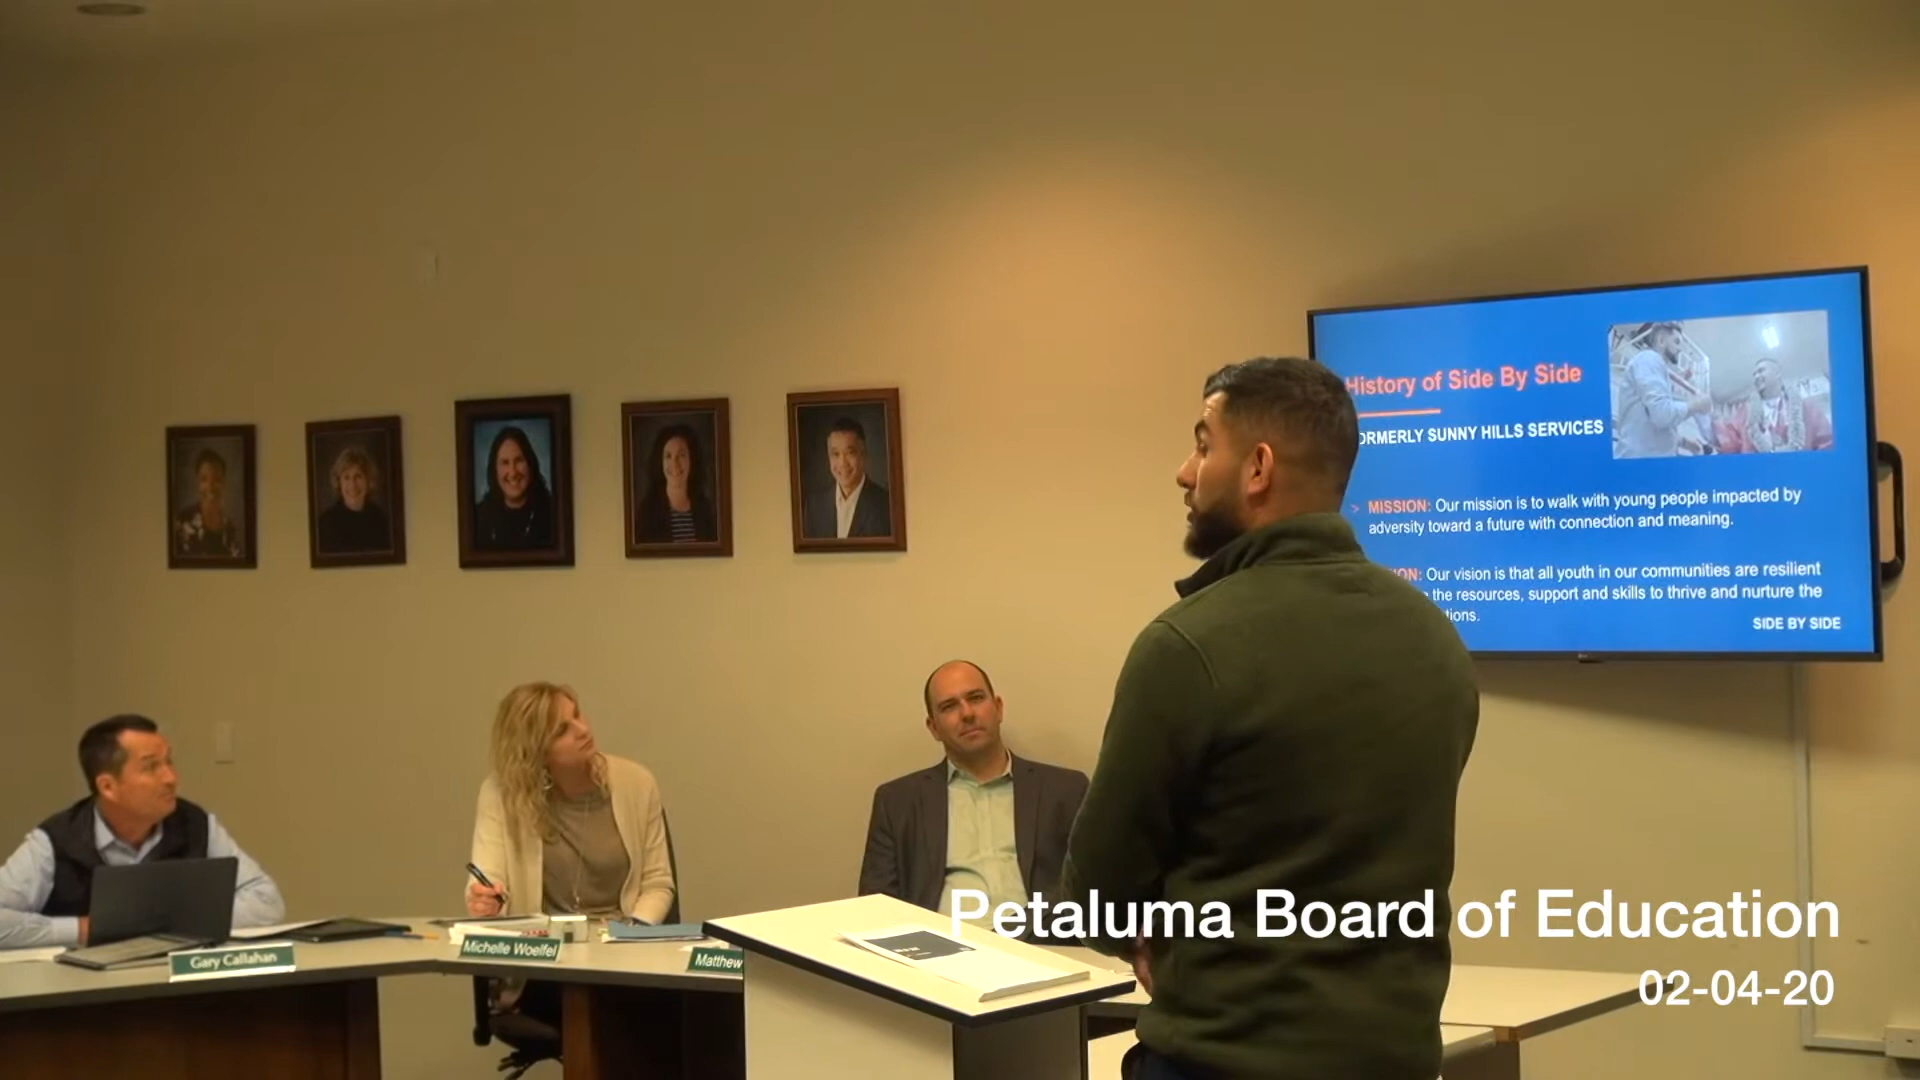 History of Side By Side
ORMERLY SUNNY HILLS SERVICES
> MISSION: Our mission is to walk with young people impacted by
adversity toward a future with connection and meaning.
ION: Our vision is that all youth in our communities are resilient
the resources, support and skills to thrive and nurture the
tions.
SIDE BY SIDE
Gary Callahan
Michelle Woelfel
Matthew
Petaluma Board of Education
02-04-20